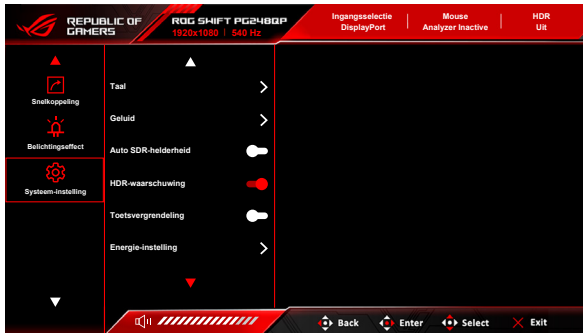 REPUBLIC OF
GAMERS
ROG SWIFT PG248QP
1920x1080 | 540 Hz
Ingangsselectie
DisplayPort
Mouse
Analyzer Inactive
HDR
Uit
Snelkoppeling
Belichtingseffect
Systeem-instelling
Taal
Geluid
Auto SDR-helderheid
HDR-waarschuwing
Toetsvergrendeling
Energie-instelling
Back
Enter
Select
Exit